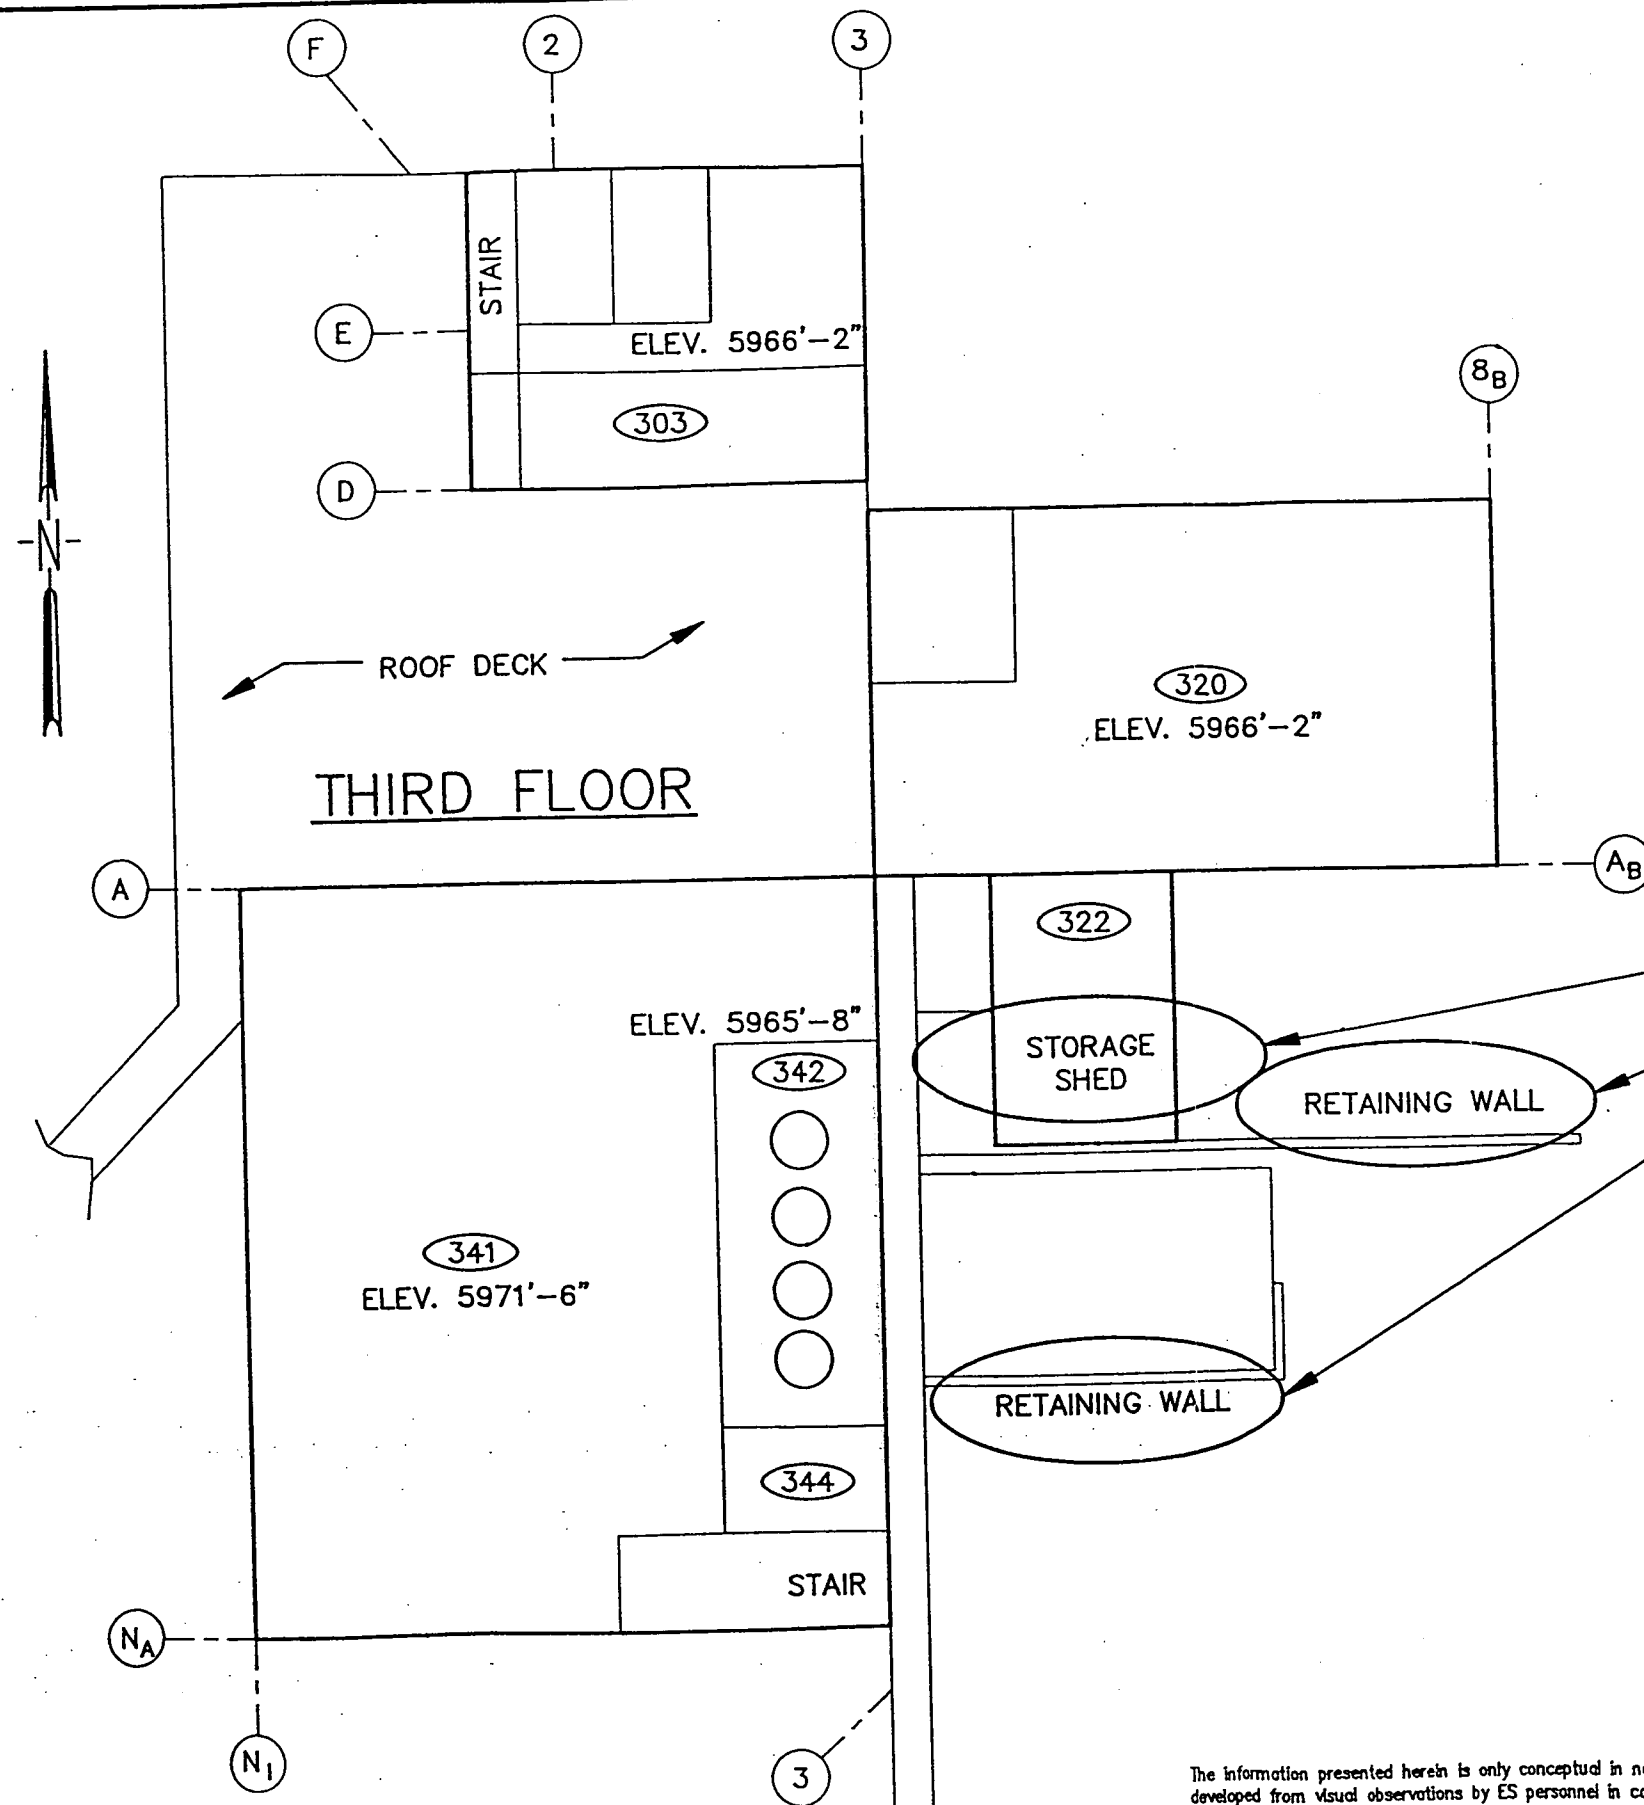 F
2
3
STAIR
E
ELEV. 5966'-2"
8B
303
D
N
ROOF DECK
320
ELEV. 5966'-2"
THIRD FLOOR
A
AB
322
ELEV. 5965'-8"
STORAGE
SHED
342
RETAINING WALL
341
ELEV. 5971'-6"
RETAINING WALL
344
STAIR
NA
N1
3
The information presented herein is only conceptual in
developed from visual observations by ES personnel in